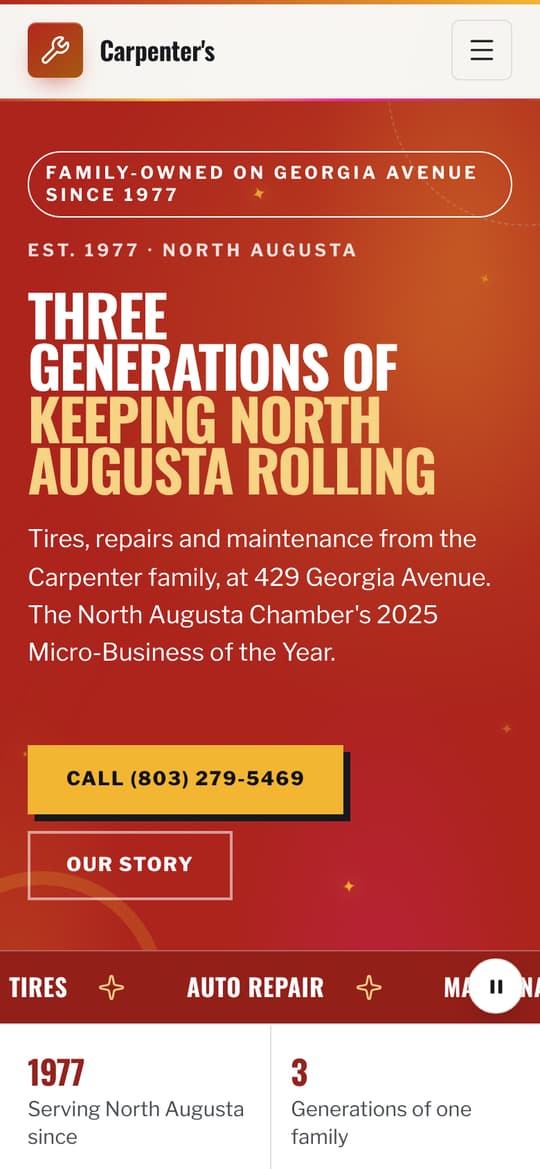 Carpenter's
FAMILY-OWNED ON GEORGIA AVENUE
SINCE 1977
EST. 1977 · NORTH AUGUSTA
THREE
GENERATIONS OF
KEEPING NORTH
AUGUSTA ROLLING
Tires, repairs and maintenance from the
Carpenter family, at 429 Georgia Avenue.
The North Augusta Chamber's 2025
Micro-Business of the Year.
CALL (803) 279-5469
OUR STORY
TIRES AUTO REPAIR
1977
Serving North Augusta
since
3
Generations of one
family